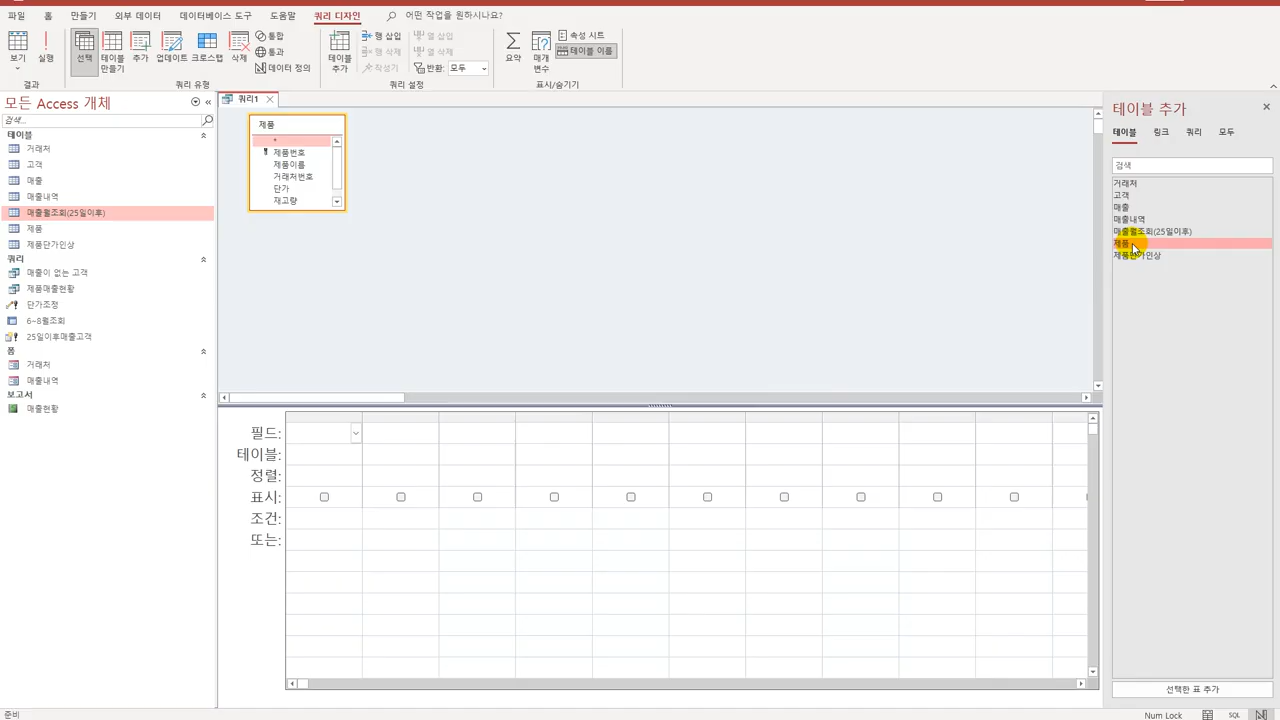 파일 홈 만들기 외부 데이터 데이터베이스 도구 도움말 쿼리 디자인 어떤 작업을 원하시나요?
보기 실행 선택 테이블 만들기 추가 업데이트 크로스탭 삭제 통합 통과 데이터 정의 테이블 추가 행 삽입 행 삭제 작성기 열 삽입 열 삭제 반환: 모두 요약 매개 변수 속성 시트 테이블 이름
결과 쿼리 유형 쿼리 설정 표시/숨기기
모든 Access 개체
검색...
테이블
거래처
고객
매출
매출내역
매출월조회(25일이후)
제품
제품단가인상
쿼리
매출이 없는 고객
제품매출현황
단가조정
6~8월조회
25일이후매출고객
폼
거래처
매출내역
보고서
매출현황
쿼리1
제품
*
제품번호
제품이름
거래처번호
단가
재고량
필드:
테이블:
정렬:
표시:
조건:
또는:
테이블 추가
테이블 링크 쿼리 모두
검색
거래처
고객
매출
매출내역
매출월조회(25일이후)
제품
제품단가인상
선택한 표 추가
준비
Num Lock
SQL